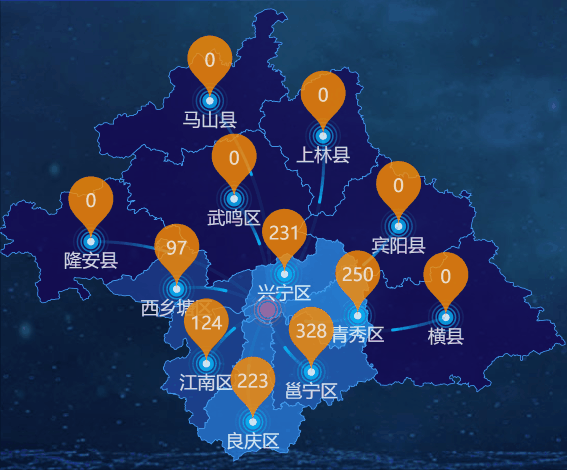 0
马山县
0
上林县
0
武鸣区
0
宾阳县
0
隆安县
231
兴宁区
97
西乡塘区
250
青秀区
0
横县
124
江南区
328
邕宁区
223
良庆区